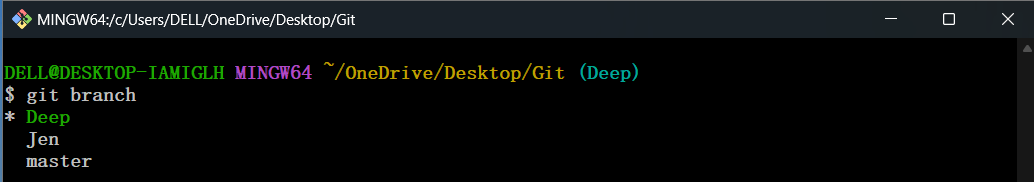 MINGW64:/c/Users/DELL/OneDrive/Desktop/Git
DELL@DESKTOP-IAMIGLH MINGW64 ~/OneDrive/Desktop/Git (Deep)
$ git branch
* Deep
  Jen
  master